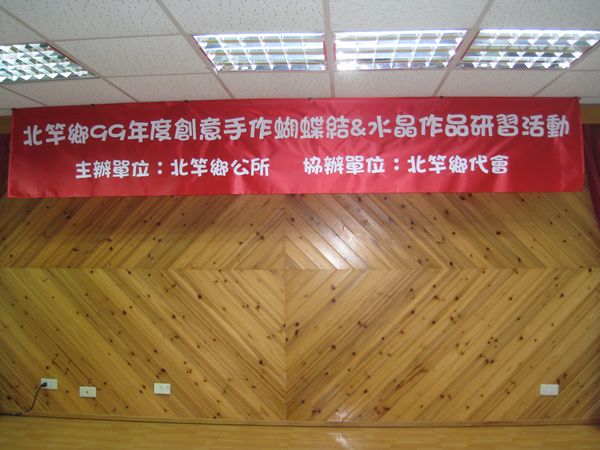 北竿鄉99年度創意手作蝴蝶結&水晶作品研習活動
主辦單位：北竿鄉公所 協辦單位：北竿鄉代會